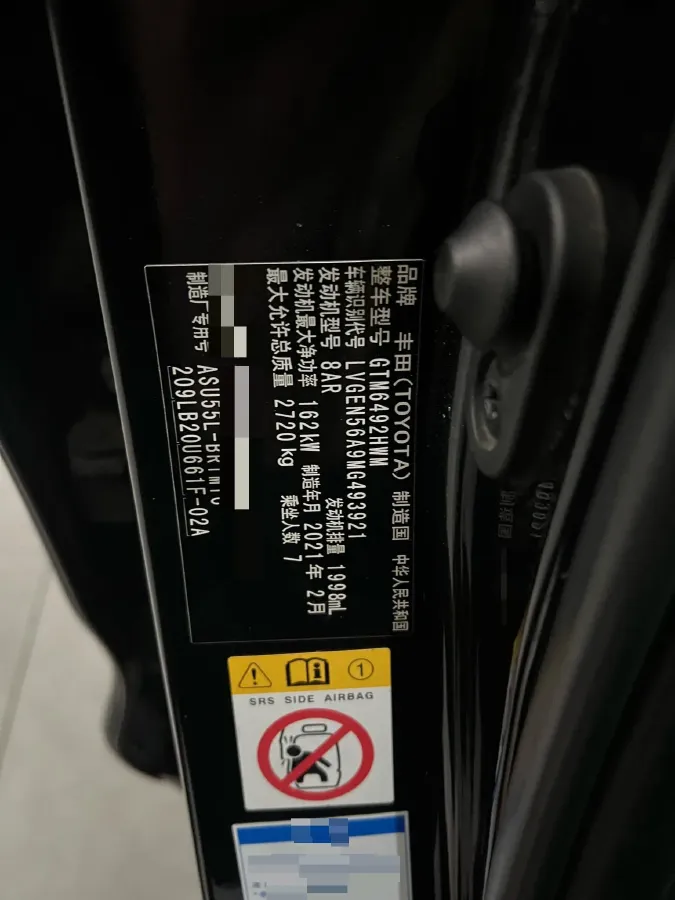 品牌 丰田(TOYOTA) 制造国 中华人民共和国
整车型号 GTM6492HWM
车辆识别代号 LVGEN56A9MG493921
发动机型号 8AR 发动机排量 1998mL
发动机最大净功率 162kW 制造年月 2021年 2月
最大允许总质量 2720kg 乘坐人数 7
制造厂专用号 ASU55L-
209LB20U661F-02A
1
SRS SIDE AIRBAG